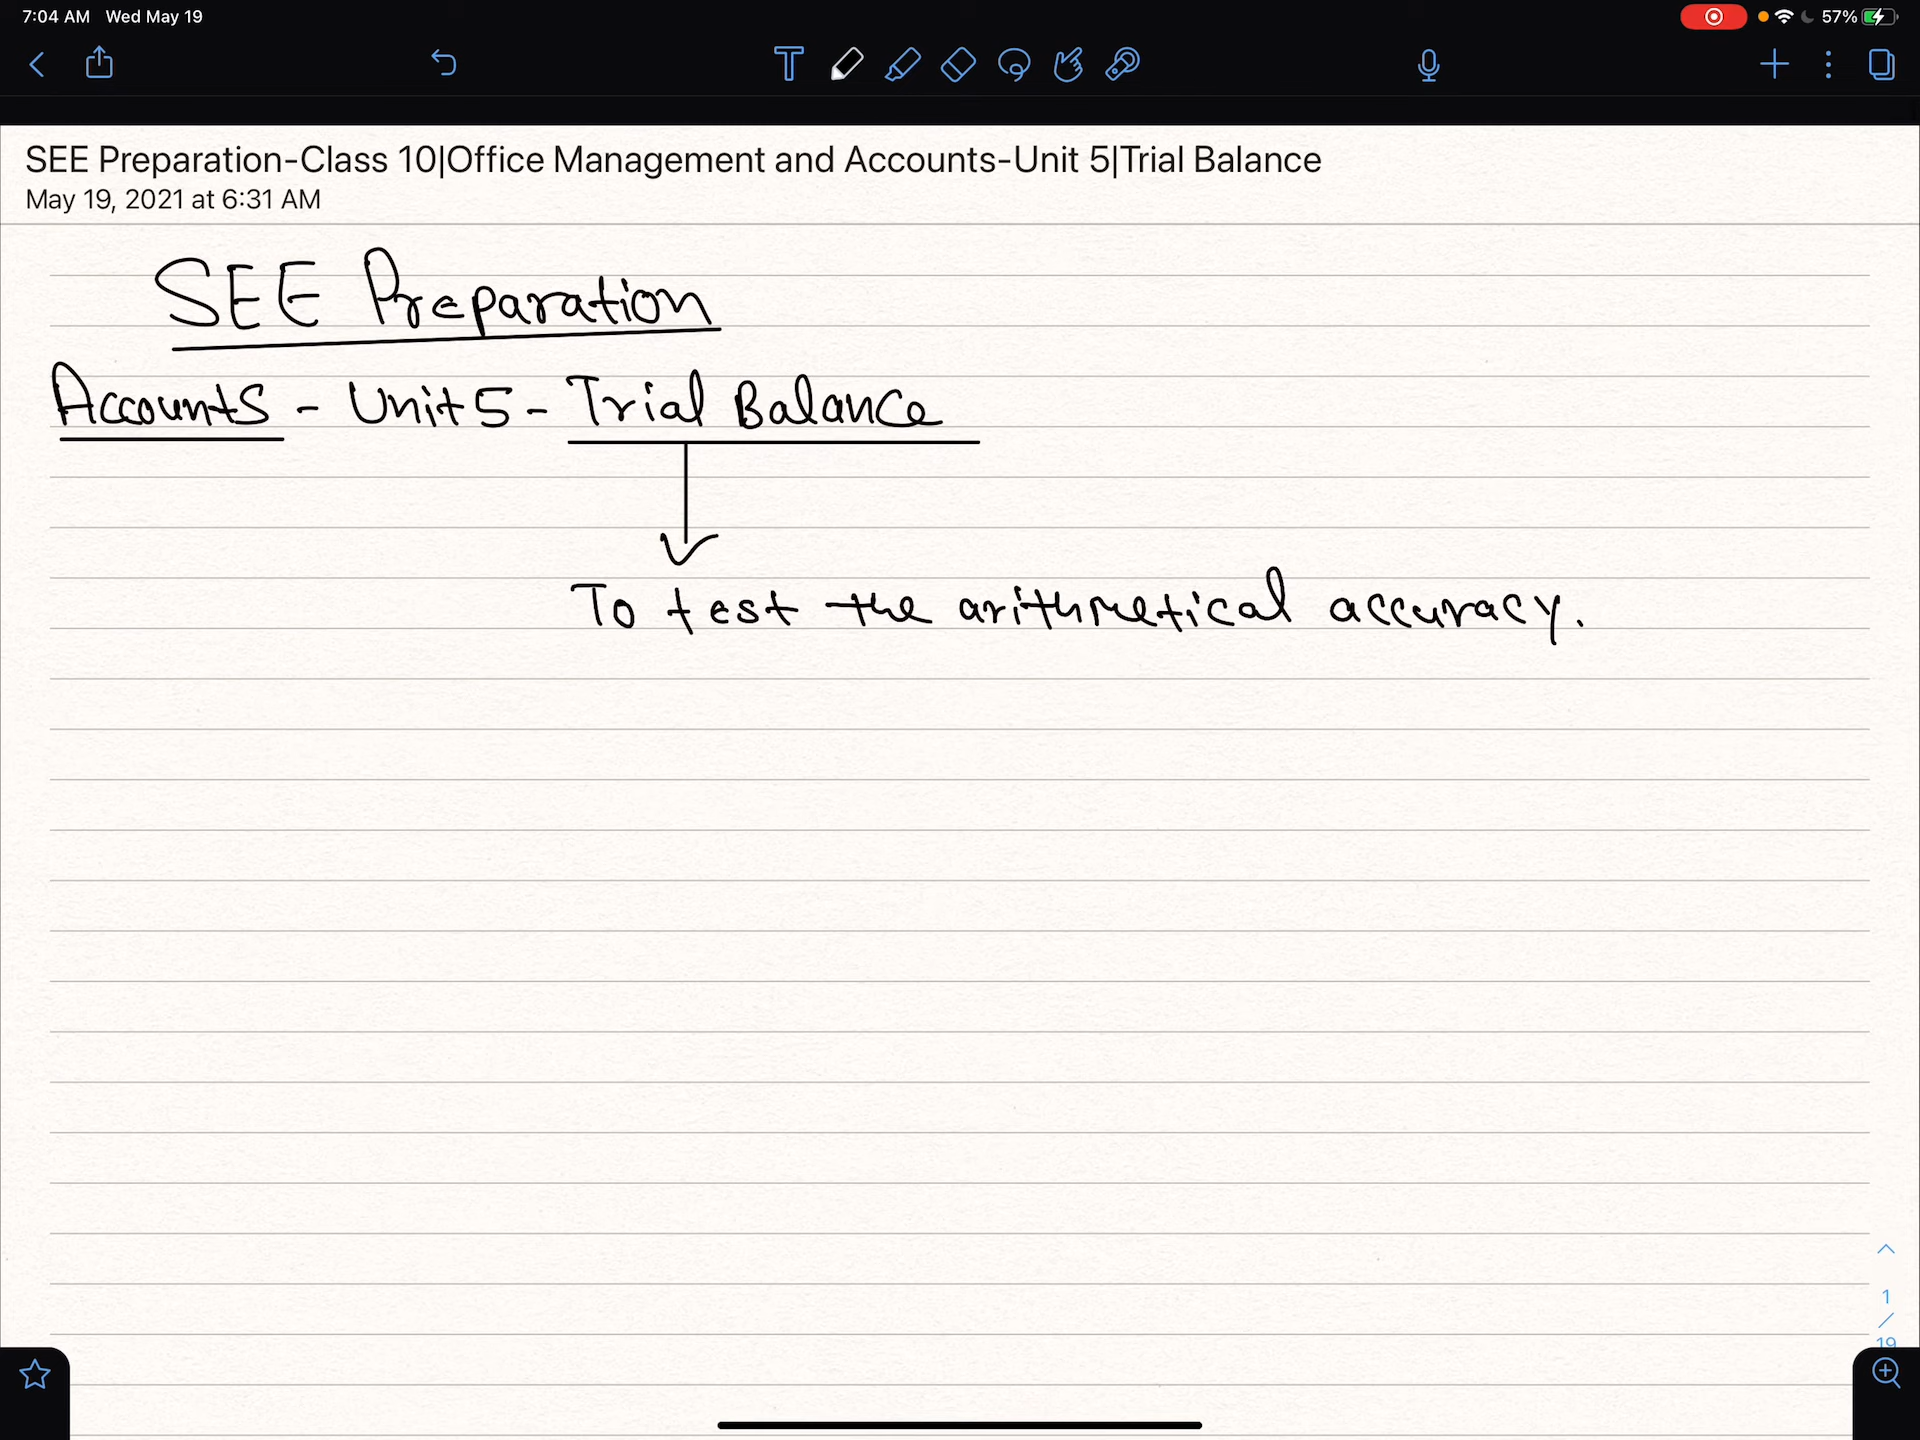 7:04 AM Wed May 19 57%
SEE Preparation-Class 10|Office Management and Accounts-Unit 5|Trial Balance
May 19, 2021 at 6:31 AM
SEE Preparation
Accounts - Unit 5 - Trial Balance
To test the arithmetical accuracy.
1
/
19